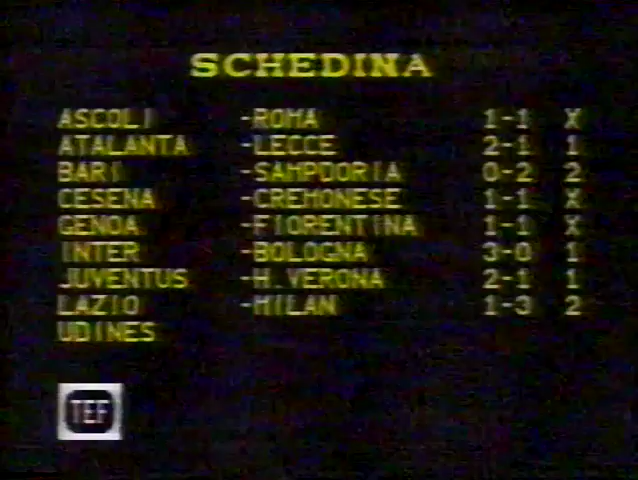 SCHEDINA
ASCOLI -ROMA 1-1 X
ATALANTA -LECCE 2-1 1
BARI -SAMPDORIA 0-2 2
CESENA -CREMONESE 1-1 X
GENOA -FIORENTINA 1-1 X
INTER -BOLOGNA 3-0 1
JUVENTUS -H.VERONA 2-1 1
LAZIO -MILAN 1-3 2
UDINES
TEF